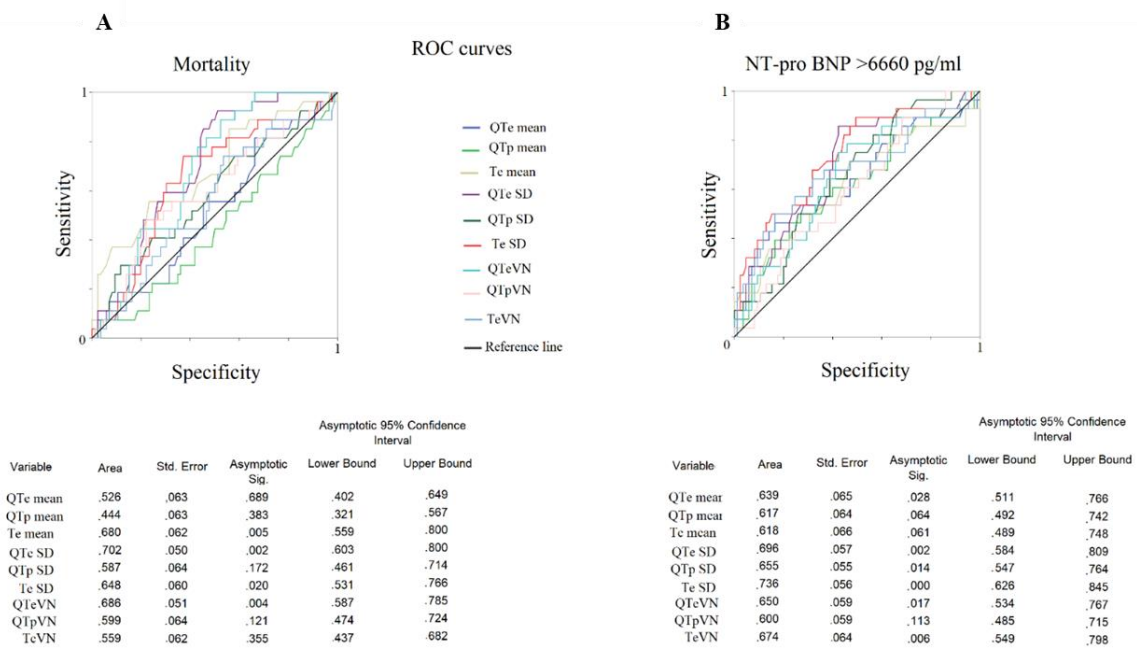 A
B
ROC curves
Mortality
NT-pro BNP >6660 pg/ml
1
Sensitivity
0
1
Specificity
QTe mean
QTp mean
Te mean
QTe SD
QTp SD
Te SD
QTeVN
QTpVN
TeVN
Reference line
1
Sensitivity
0
1
Specificity
Asymptotic 95% Confidence
Interval
Variable Area Std. Error Asymptotic Sig. Lower Bound Upper Bound
QTe mean .526 .063 .689 .402 .649
QTp mean .444 .063 .383 .321 .567
Te mean .680 .062 .005 .559 .800
QTe SD .702 .050 .002 .603 .800
QTp SD .587 .064 .172 .461 .714
Te SD .648 .060 .020 .531 .766
QTeVN .686 .051 .004 .587 .785
QTpVN .599 .064 .121 .474 .724
TeVN .559 .062 .355 .437 .682
Asymptotic 95% Confidence
Interval
Variable Area Std. Error Asymptotic Sig. Lower Bound Upper Bound
QTe mear .639 .065 .028 .511 .766
QTp mear .617 .064 .064 .492 .742
Te mean .618 .066 .061 .489 .748
QTe SD .696 .057 .002 .584 .809
QTp SD .655 .055 .014 .547 .764
Te SD .736 .056 .000 .626 .845
QTeVN .650 .059 .017 .534 .767
QTpVN .600 .059 .113 .485 .715
TeVN .674 .064 .006 .549 .798